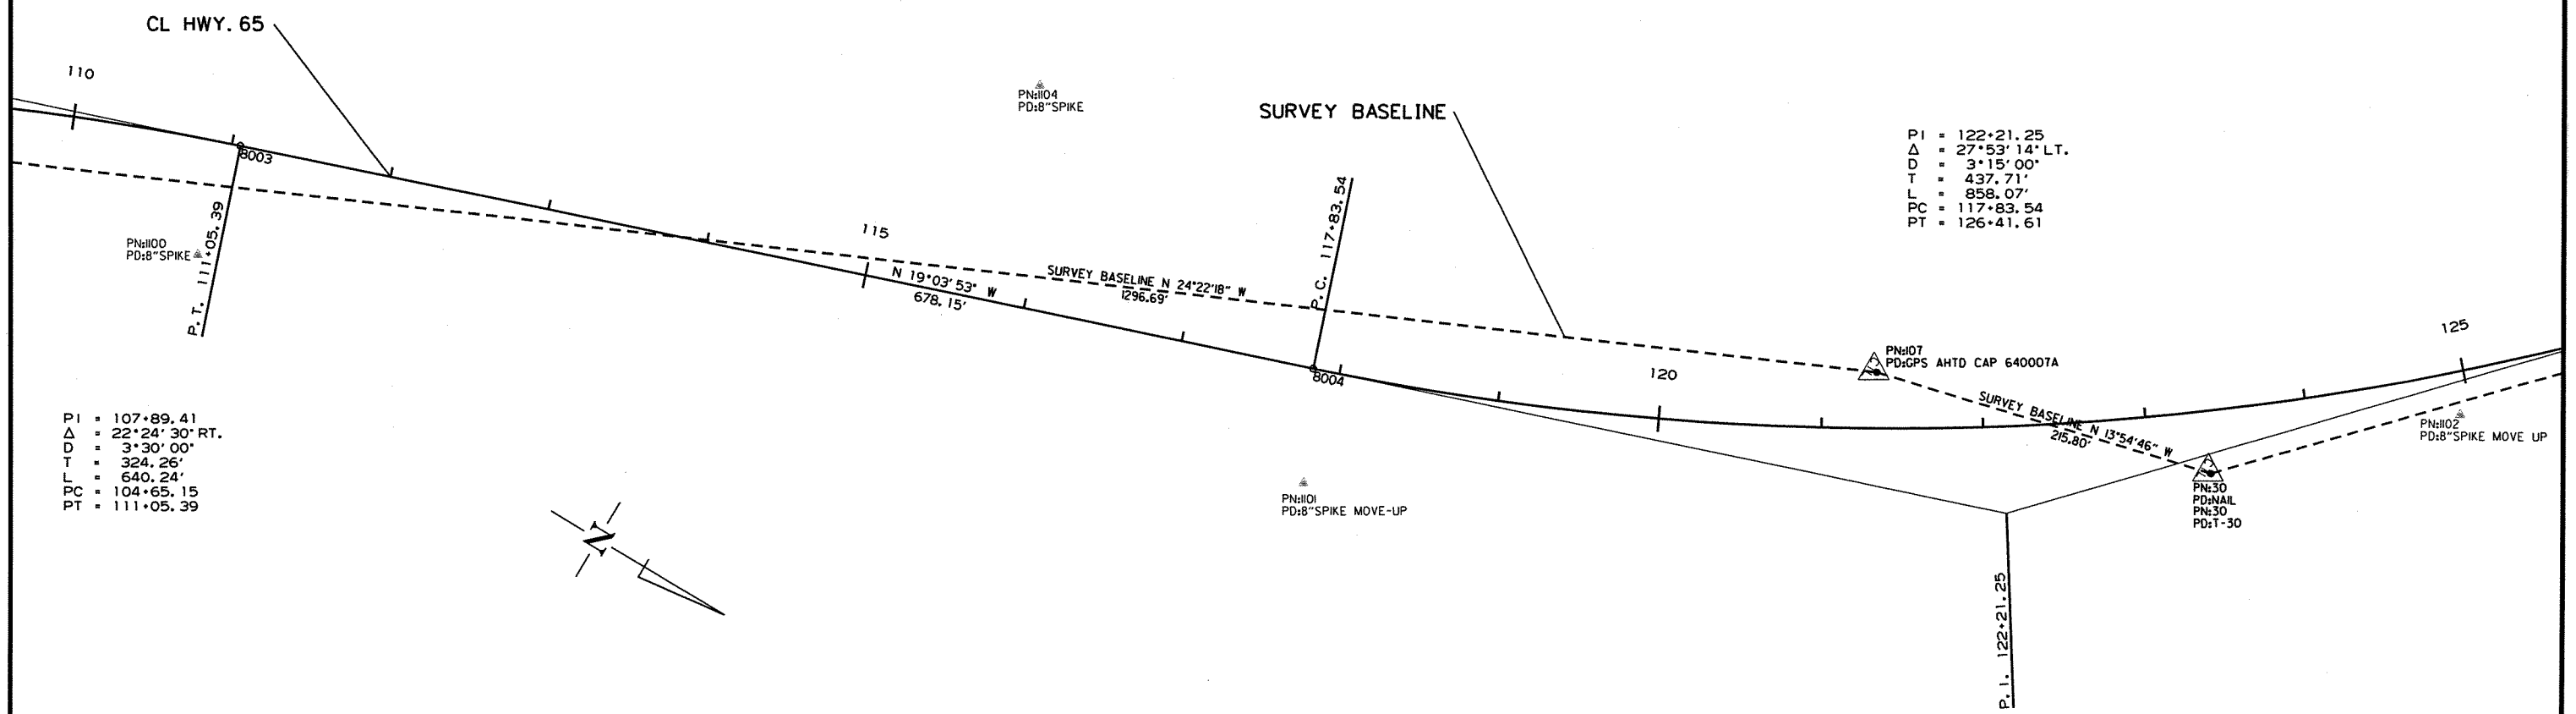 CL HWY. 65
110
8003
P.T. 111+05.39
PN:1100
PD:8"SPIKE
PN:1104
PD:8"SPIKE
115
N 19°03'53" W
678.15'
SURVEY BASELINE N 24°22'18" W
1296.69'
SURVEY BASELINE
P.C. 117+83.54
8004
120
PN:107
PD:GPS AHTD CAP 640007A
SURVEY BASELINE N 13°54'46" W
215.80'
125
PN:1102
PD:8"SPIKE MOVE UP
PN:30
PD:NAIL
PN:30
PD:T-30
PN:1101
PD:8"SPIKE MOVE-UP
P.I. 122+21.25
PI = 122+21.25
Δ = 27°53'14" LT.
D = 3°15'00"
T = 437.71'
L = 858.07'
PC = 117+83.54
PT = 126+41.61
PI = 107+89.41
Δ = 22°24'30" RT.
D = 3°30'00"
T = 324.26'
L = 640.24'
PC = 104+65.15
PT = 111+05.39
N